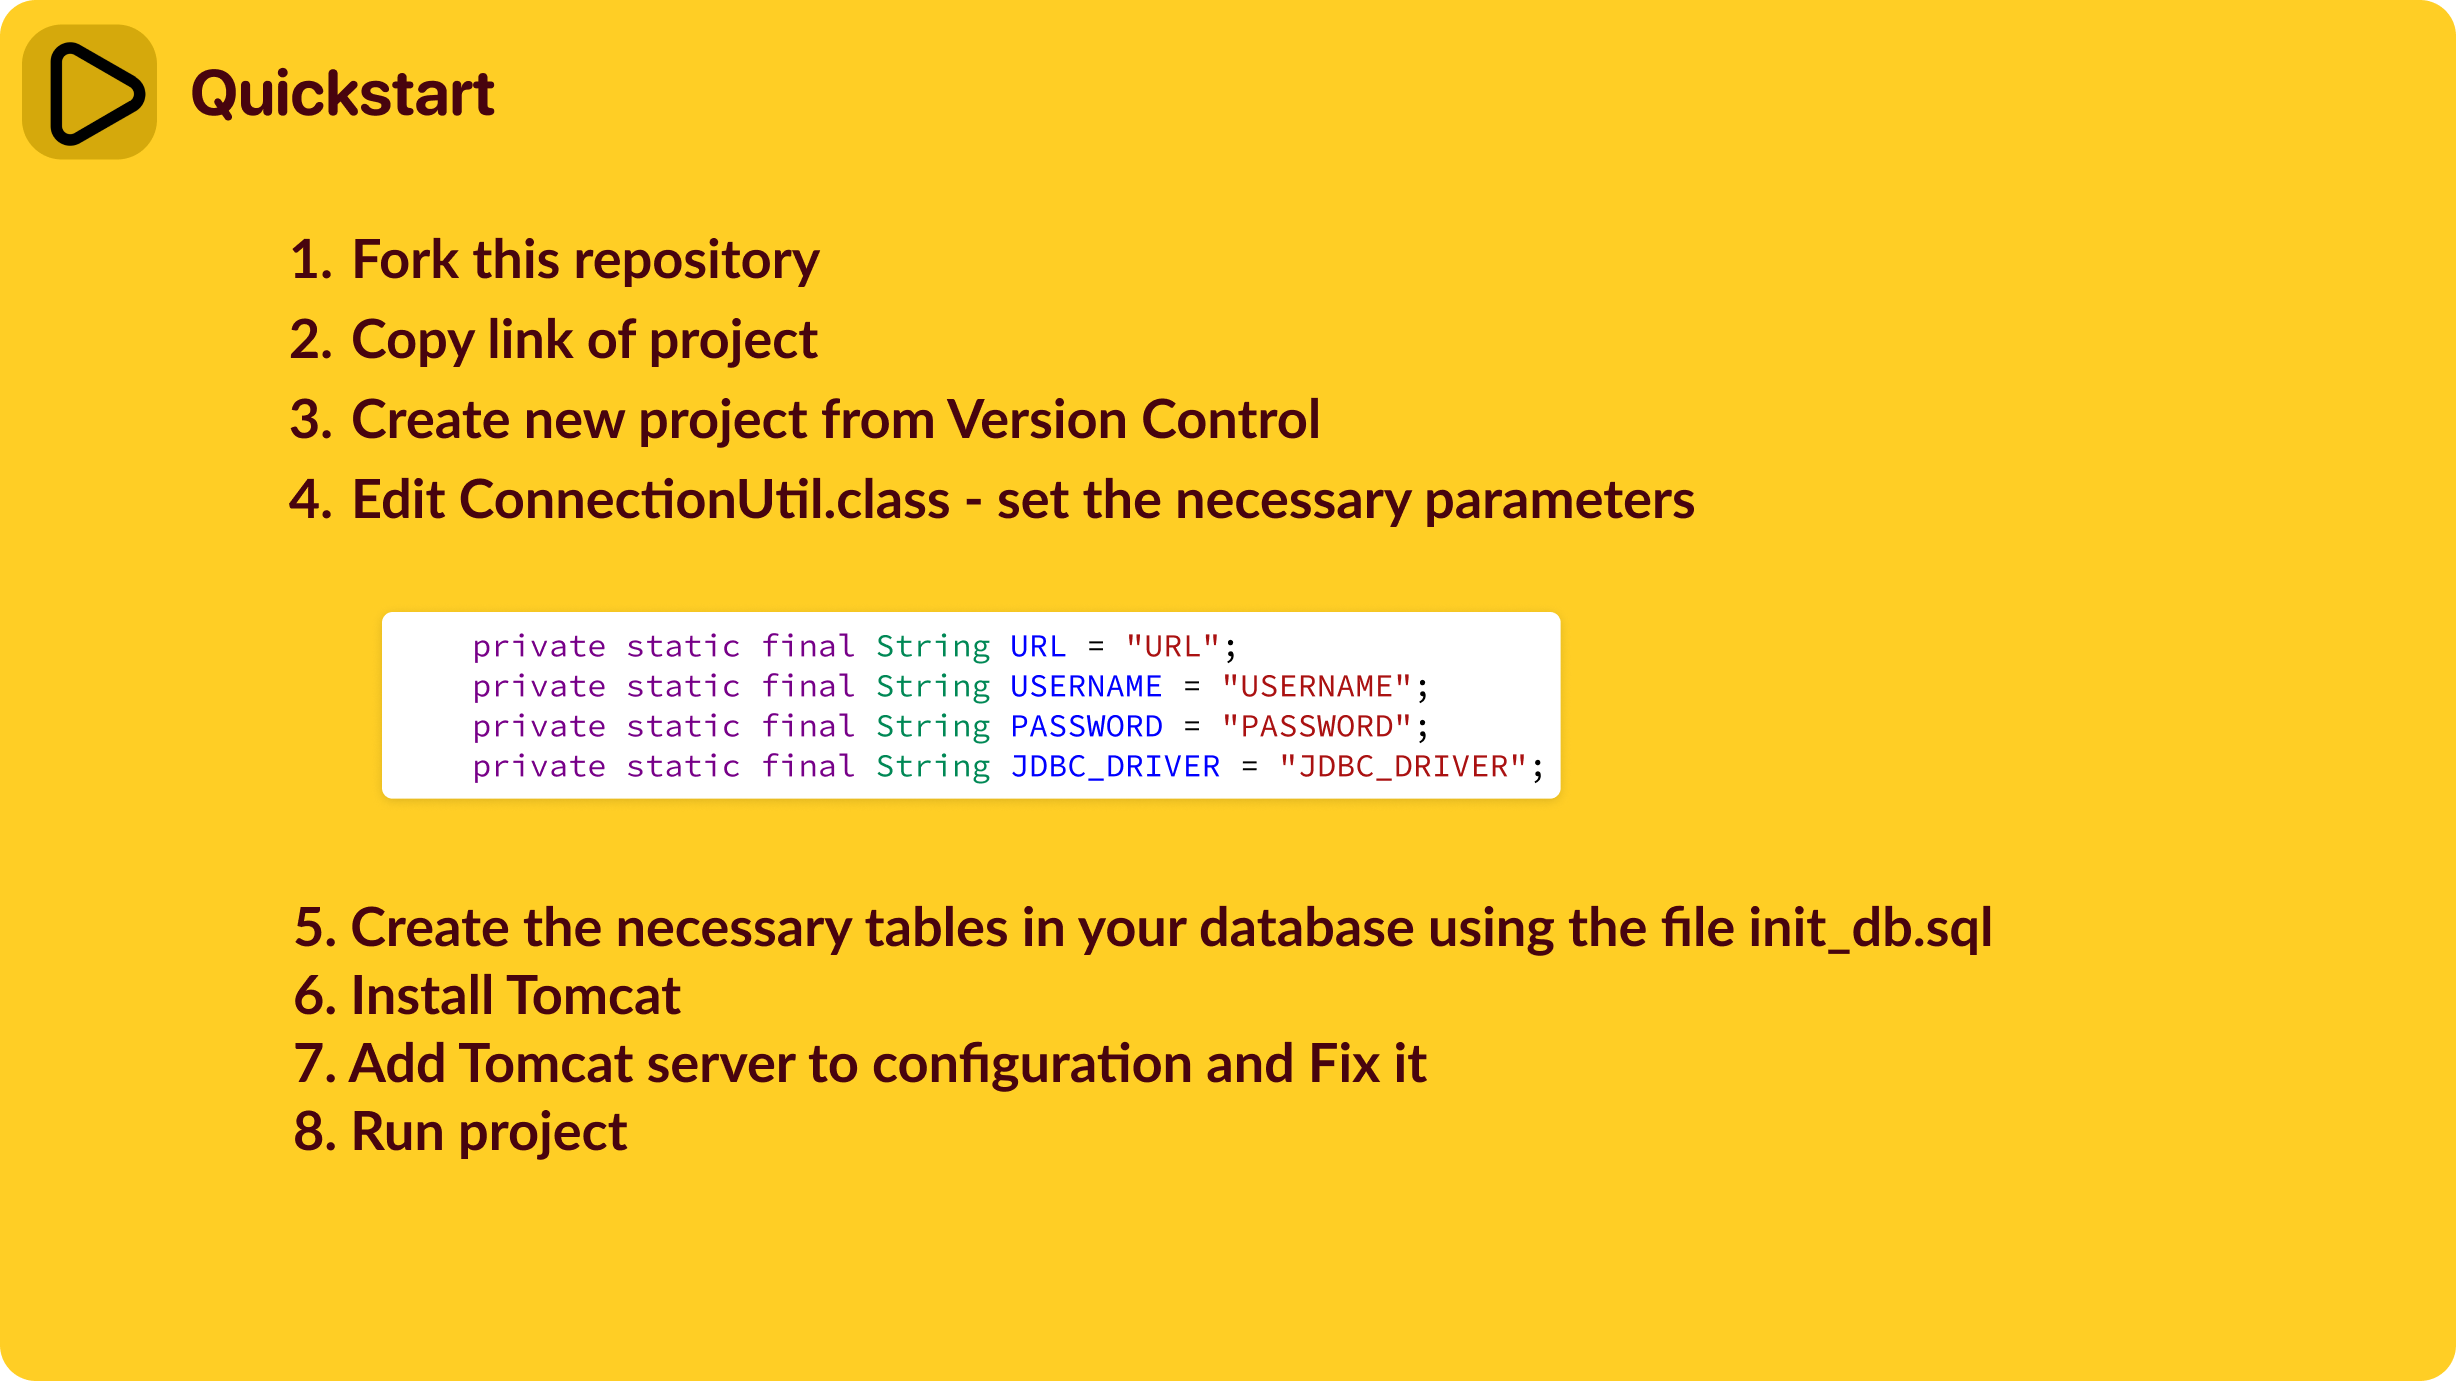 Quickstart
1. Fork this repository
2. Copy link of project
3. Create new project from Version Control
4. Edit ConnectionUtil.class - set the necessary parameters
private static final String URL = "URL";
private static final String USERNAME = "USERNAME";
private static final String PASSWORD = "PASSWORD";
private static final String JDBC_DRIVER = "JDBC_DRIVER";
5. Create the necessary tables in your database using the file init_db.sql
6. Install Tomcat
7. Add Tomcat server to configuration and Fix it
8. Run project